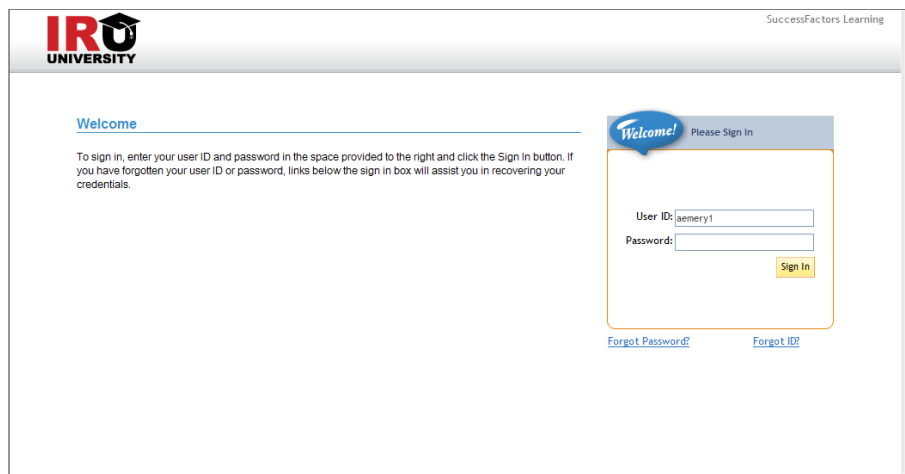 SuccessFactors Learning
IRU
UNIVERSITY
Welcome
To sign in, enter your user ID and password in the space provided to the right and click the Sign In button. If
you have forgotten your user ID or password, links below the sign in box will assist you in recovering your
credentials.
Welcome! Please Sign In
User ID: aemery1
Password:
Sign In
Forgot Password? Forgot ID?